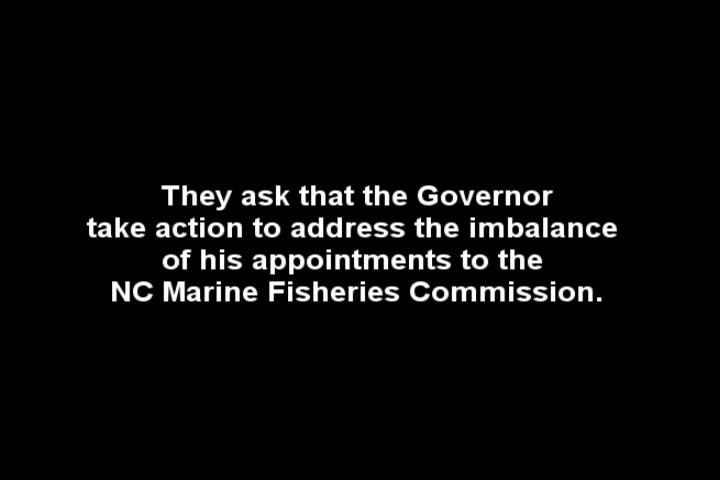 They ask that the Governor
take action to address the imbalance
of his appointments to the
NC Marine Fisheries Commission.